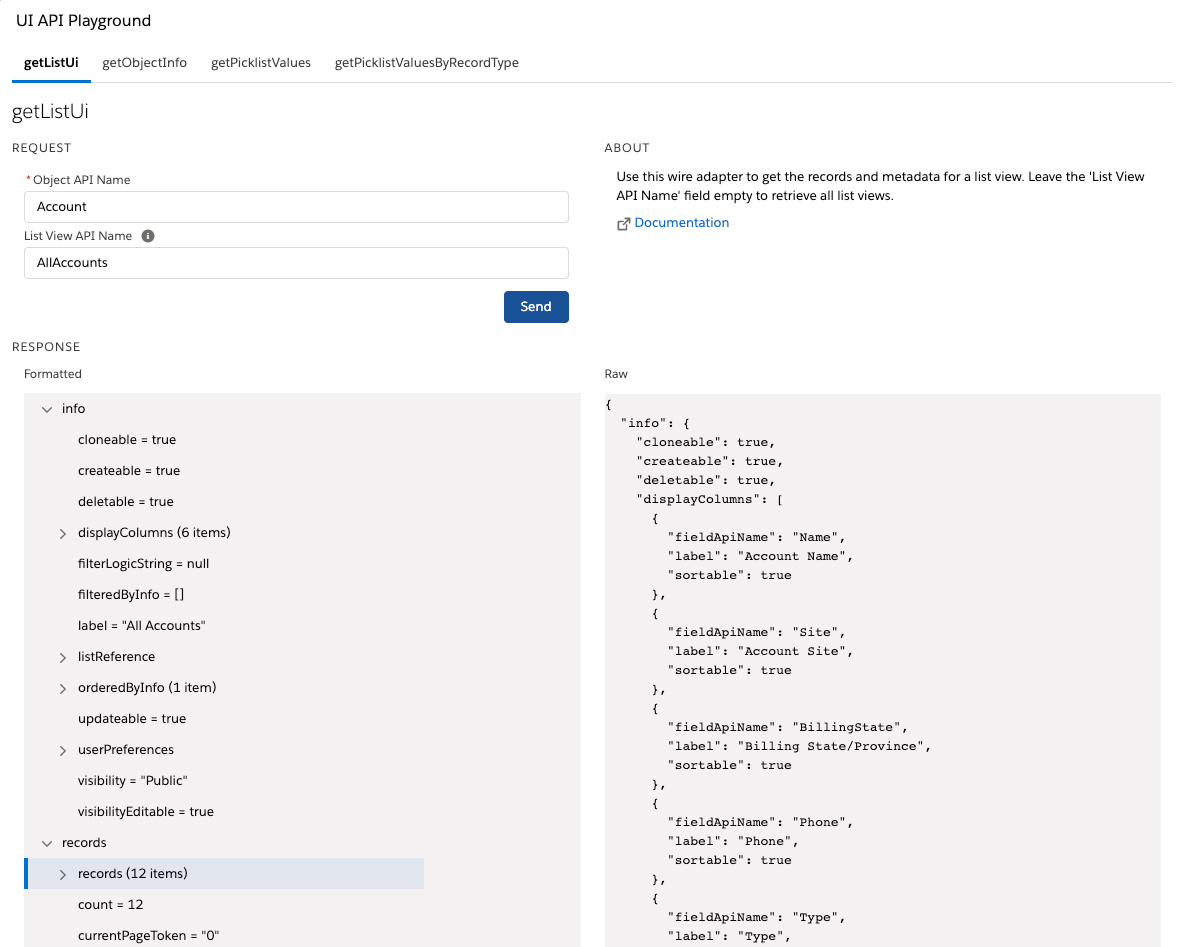 UI API Playground
getListUi getObjectInfo getPicklistValues getPicklistValuesByRecordType
getListUi
REQUEST
*Object API Name
Account
List View API Name
AllAccounts
Send
ABOUT
Use this wire adapter to get the records and metadata for a list view. Leave the 'List View
API Name' field empty to retrieve all list views.
Documentation
RESPONSE
Formatted
info
cloneable = true
createable = true
deletable = true
displayColumns (6 items)
filterLogicString = null
filteredByInfo = []
label = "All Accounts"
listReference
orderedByInfo (1 item)
updateable = true
userPreferences
visibility = "Public"
visibilityEditable = true
records
records (12 items)
count = 12
currentPageToken = "0"
Raw
{
"info": {
"cloneable": true,
"createable": true,
"deletable": true,
"displayColumns": [
{
"fieldApiName": "Name",
"label": "Account Name",
"sortable": true
},
{
"fieldApiName": "Site",
"label": "Account Site",
"sortable": true
},
{
"fieldApiName": "BillingState",
"label": "Billing State/Province",
"sortable": true
},
{
"fieldApiName": "Phone",
"label": "Phone",
"sortable": true
},
{
"fieldApiName": "Type",
"label": "Type",